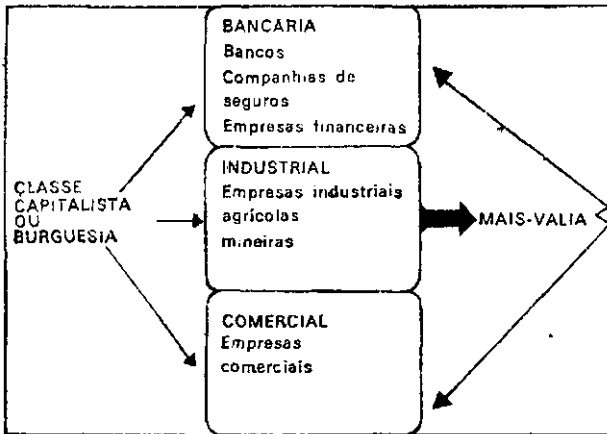 BANCÁRIA
Bancos
Companhias de
seguros
Empresas financeiras
CLASSE
CAPITALISTA
OU
BURGUESIA
INDUSTRIAL
Empresas industriais
agrícolas
mineiras
MAIS-VALIA
COMERCIAL
Empresas
comerciais